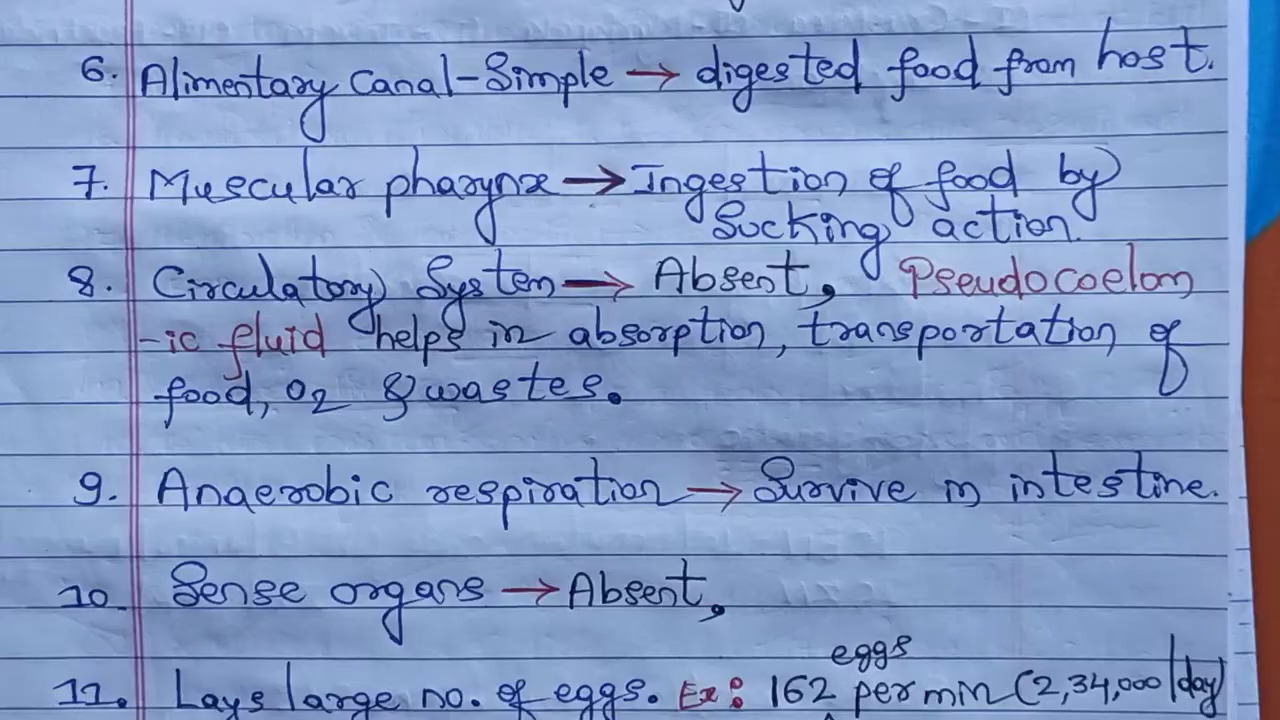 6. Alimentary Canal-Simple → digested food from host.
7. Muscular pharynx → Ingestion of food by
Sucking action.
8. Circulatory System → Absent, Pseudocoelom
-ic fluid helps in absorption, transportation of
food, O2 & wastes.
9. Anaerobic respiration → Survive in intestine.
10. Sense organs → Absent,
eggs
11. Lays large no. of eggs. Ex: 162 per min (2,34,000/day)